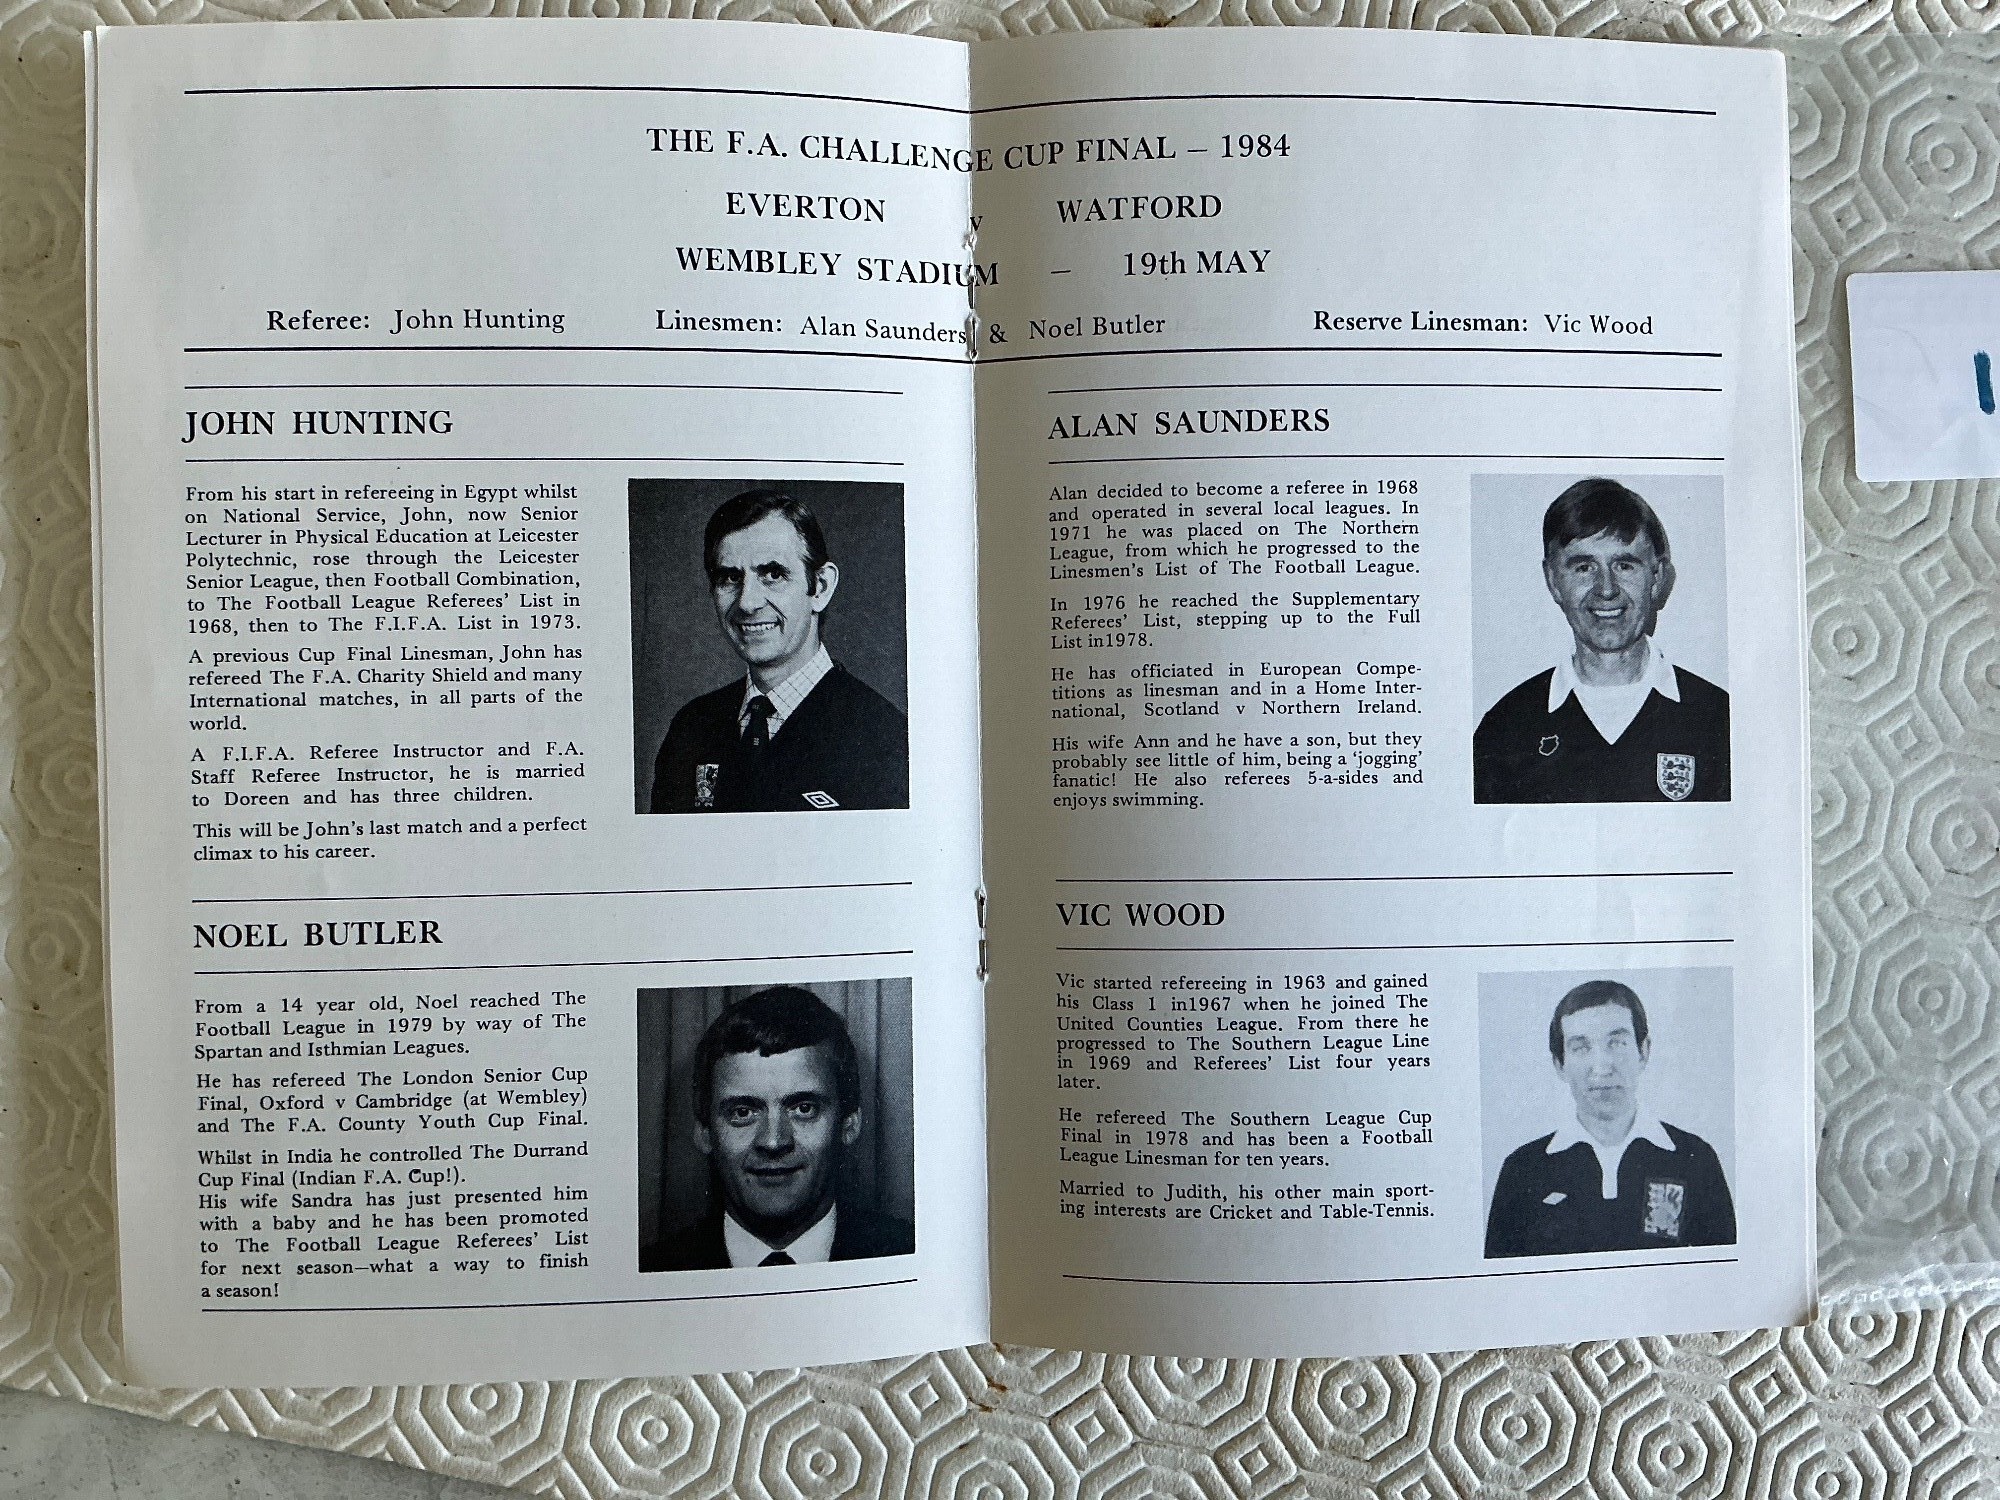 THE F.A. CHALLENGE CUP FINAL – 1984
EVERTON v WATFORD
WEMBLEY STADIUM – 19th MAY
Referee: John Hunting Linesmen: Alan Saunders & Noel Butler Reserve Linesman: Vic Wood
JOHN HUNTING
From his start in refereeing in Egypt whilst
on National Service, John, now Senior
Lecturer in Physical Education at Leicester
Polytechnic, rose through the Leicester
Senior League, then Football Combination,
to The Football League Referees' List in
1968, then to The F.I.F.A. List in 1973.
A previous Cup Final Linesman, John has
refereed The F.A. Charity Shield and many
International matches, in all parts of the
world.
A F.I.F.A. Referee Instructor and F.A.
Staff Referee Instructor, he is married
to Doreen and has three children.
This will be John's last match and a perfect
climax to his career.
NOEL BUTLER
From a 14 year old, Noel reached The
Football League in 1979 by way of The
Spartan and Isthmian Leagues.
He has refereed The London Senior Cup
Final, Oxford v Cambridge (at Wembley)
and The F.A. County Youth Cup Final.
Whilst in India he controlled The Durrand
Cup Final (Indian F.A. Cup!).
His wife Sandra has just presented him
with a baby and he has been promoted
to The Football League Referees' List
for next season—what a way to finish
a season!
ALAN SAUNDERS
Alan decided to become a referee in 1968
and operated in several local leagues. In
1971 he was placed on The Northern
League, from which he progressed to the
Linesmen's List of The Football League.
In 1976 he reached the Supplementary
Referees' List, stepping up to the Full
List in1978.
He has officiated in European Compe-
titions as linesman and in a Home Inter-
national, Scotland v Northern Ireland.
His wife Ann and he have a son, but they
probably see little of him, being a 'jogging'
fanatic! He also referees 5-a-sides and
enjoys swimming.
VIC WOOD
Vic started refereeing in 1963 and gained
his Class 1 in1967 when he joined The
United Counties League. From there he
progressed to The Southern League Line
in 1969 and Referees' List four years
later.
He refereed The Southern League Cup
Final in 1978 and has been a Football
League Linesman for ten years.
Married to Judith, his other main sport-
ing interests are Cricket and Table-Tennis.